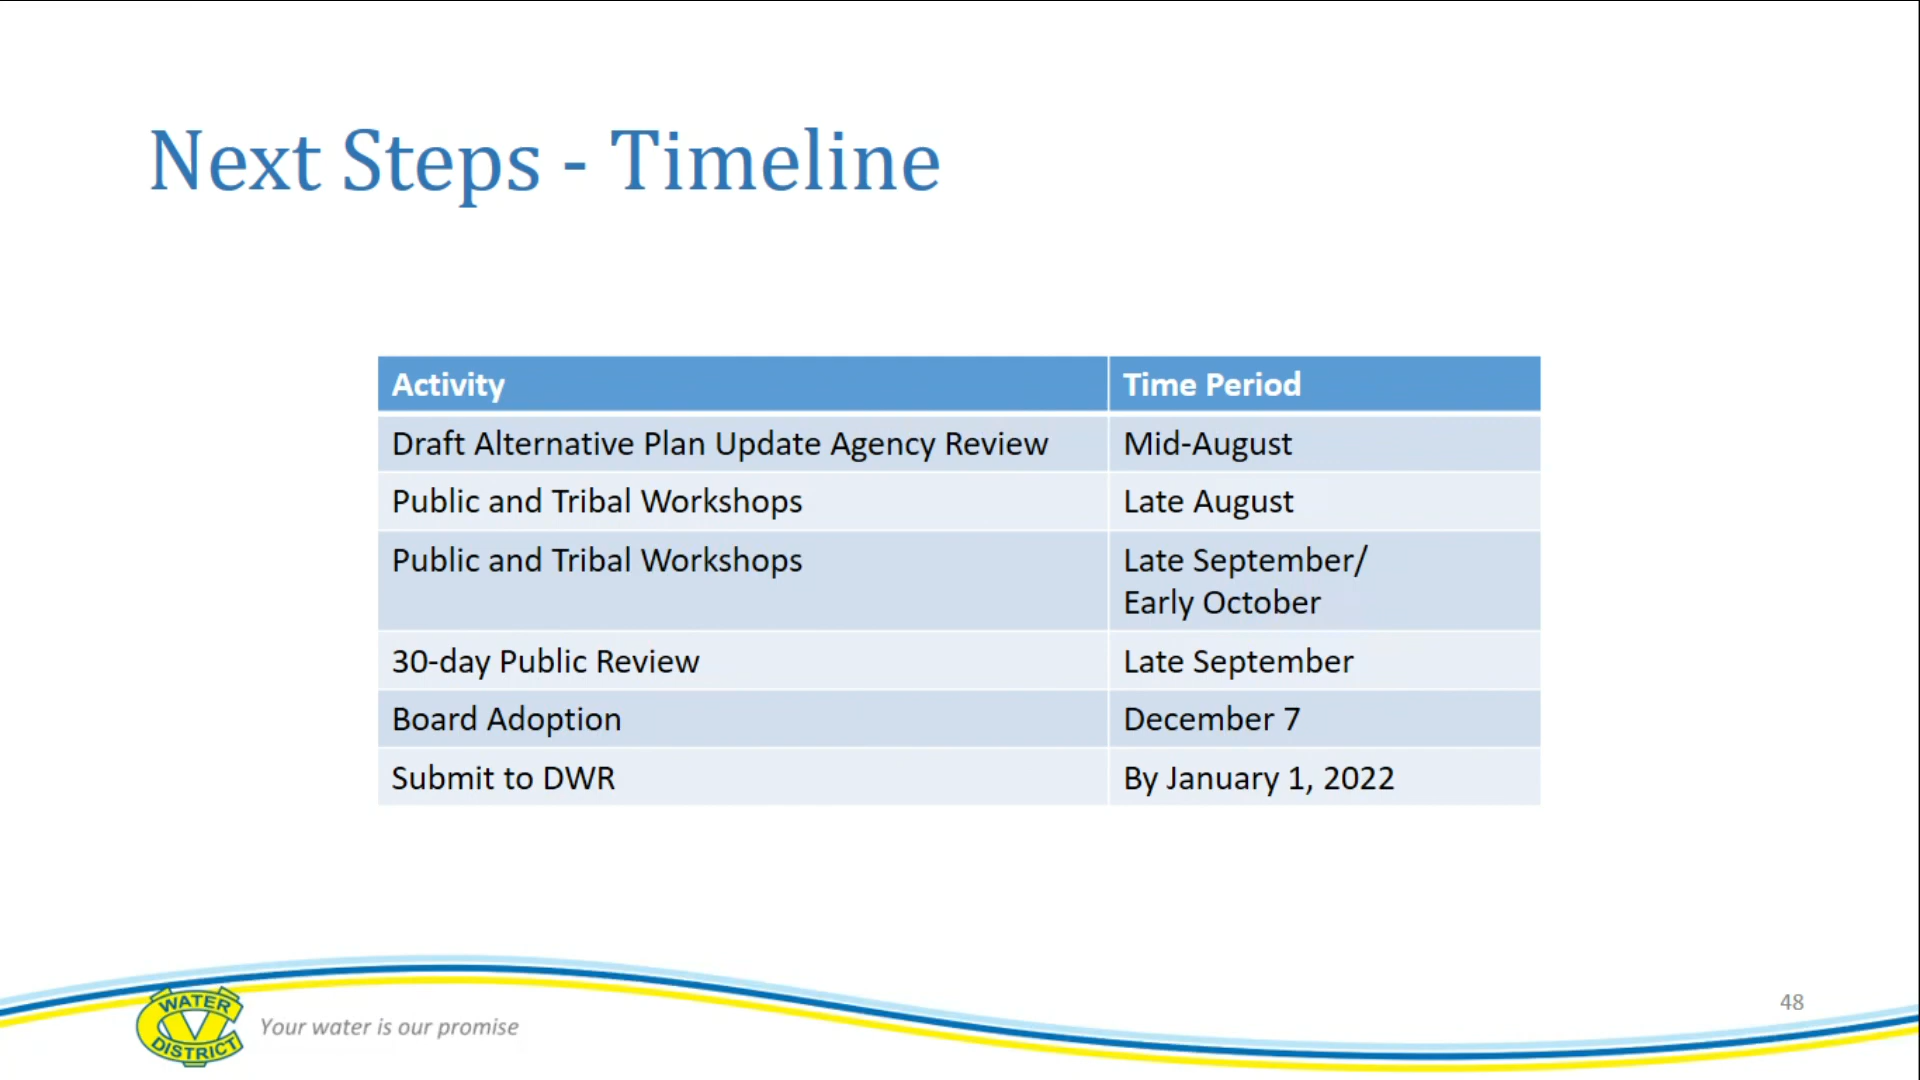 Next Steps - Timeline
Activity Time Period
Draft Alternative Plan Update Agency Review Mid-August
Public and Tribal Workshops Late August
Public and Tribal Workshops Late September/
Early October
30-day Public Review Late September
Board Adoption December 7
Submit to DWR By January 1, 2022
WATER
CV
DISTRICT
Your water is our promise
48